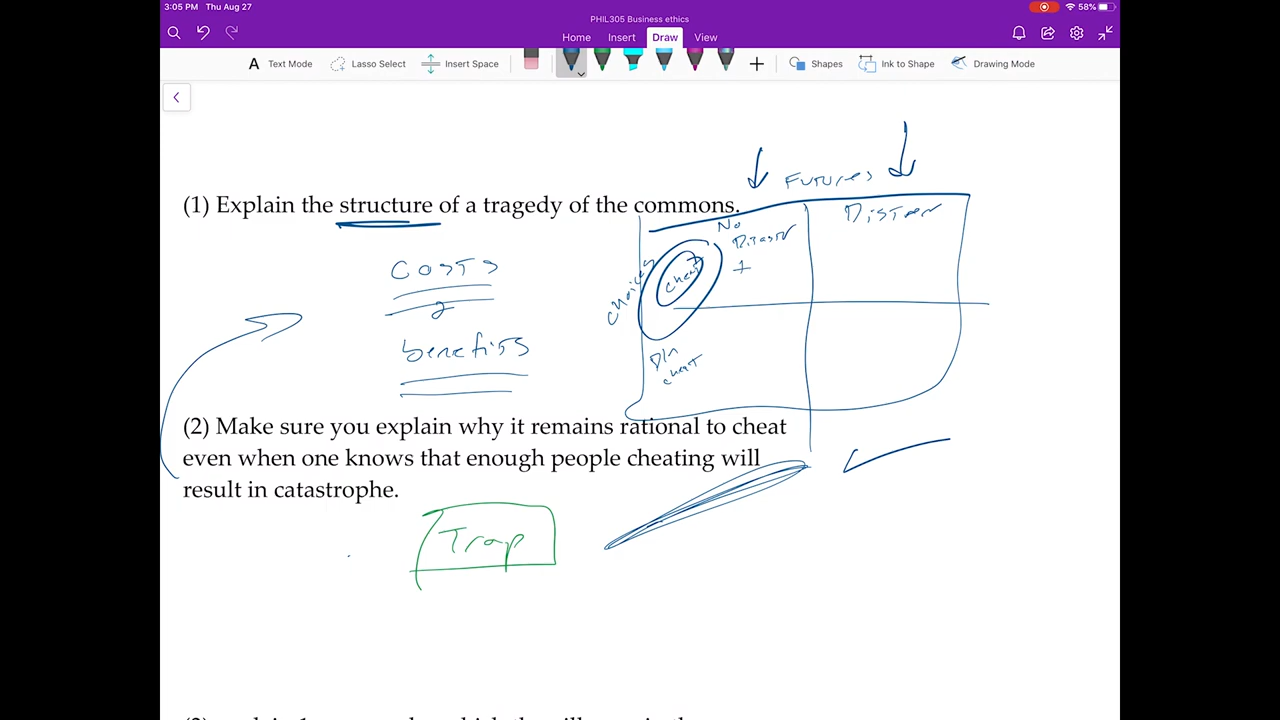 3:05 PM Thu Aug 27
58%
PHIL305 Business ethics
Home Insert Draw View
A Text Mode Lasso Select Insert Space Shapes Ink to Shape Drawing Mode
Futures
(1) Explain the structure of a tragedy of the commons.
No
Disaster
choices
cheat
+
costs
benefits
cheat
(2) Make sure you explain why it remains rational to cheat
even when one knows that enough people cheating will
result in catastrophe.
Trap